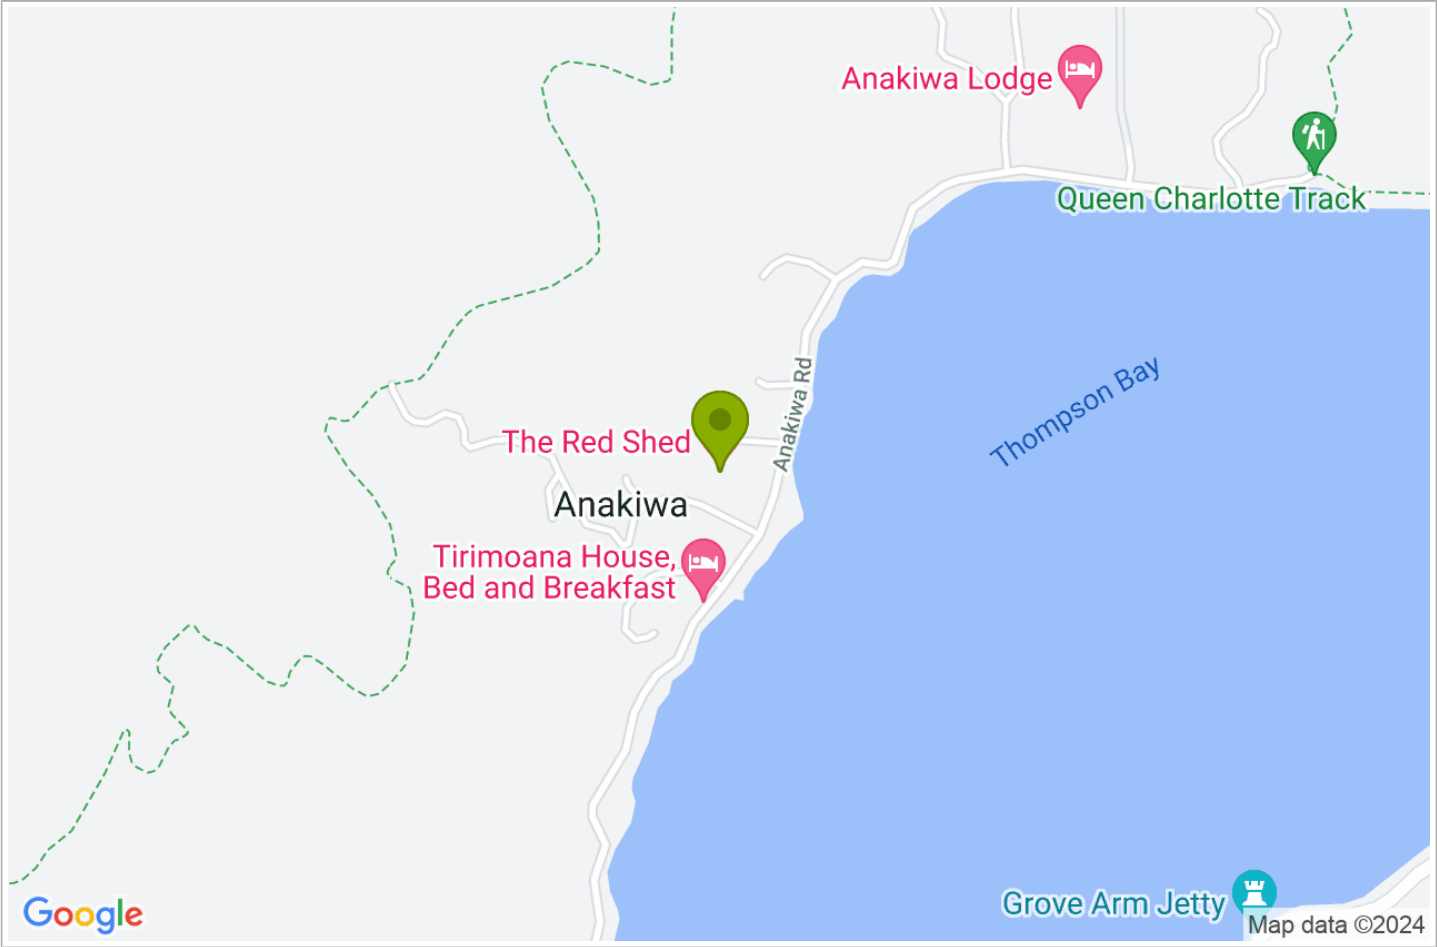 Anakiwa Lodge
Queen Charlotte Track
Anakiwa Rd
Thompson Bay
The Red Shed
Anakiwa
Tirimoana House,
Bed and Breakfast
Grove Arm Jetty
Google
Map data ©2024